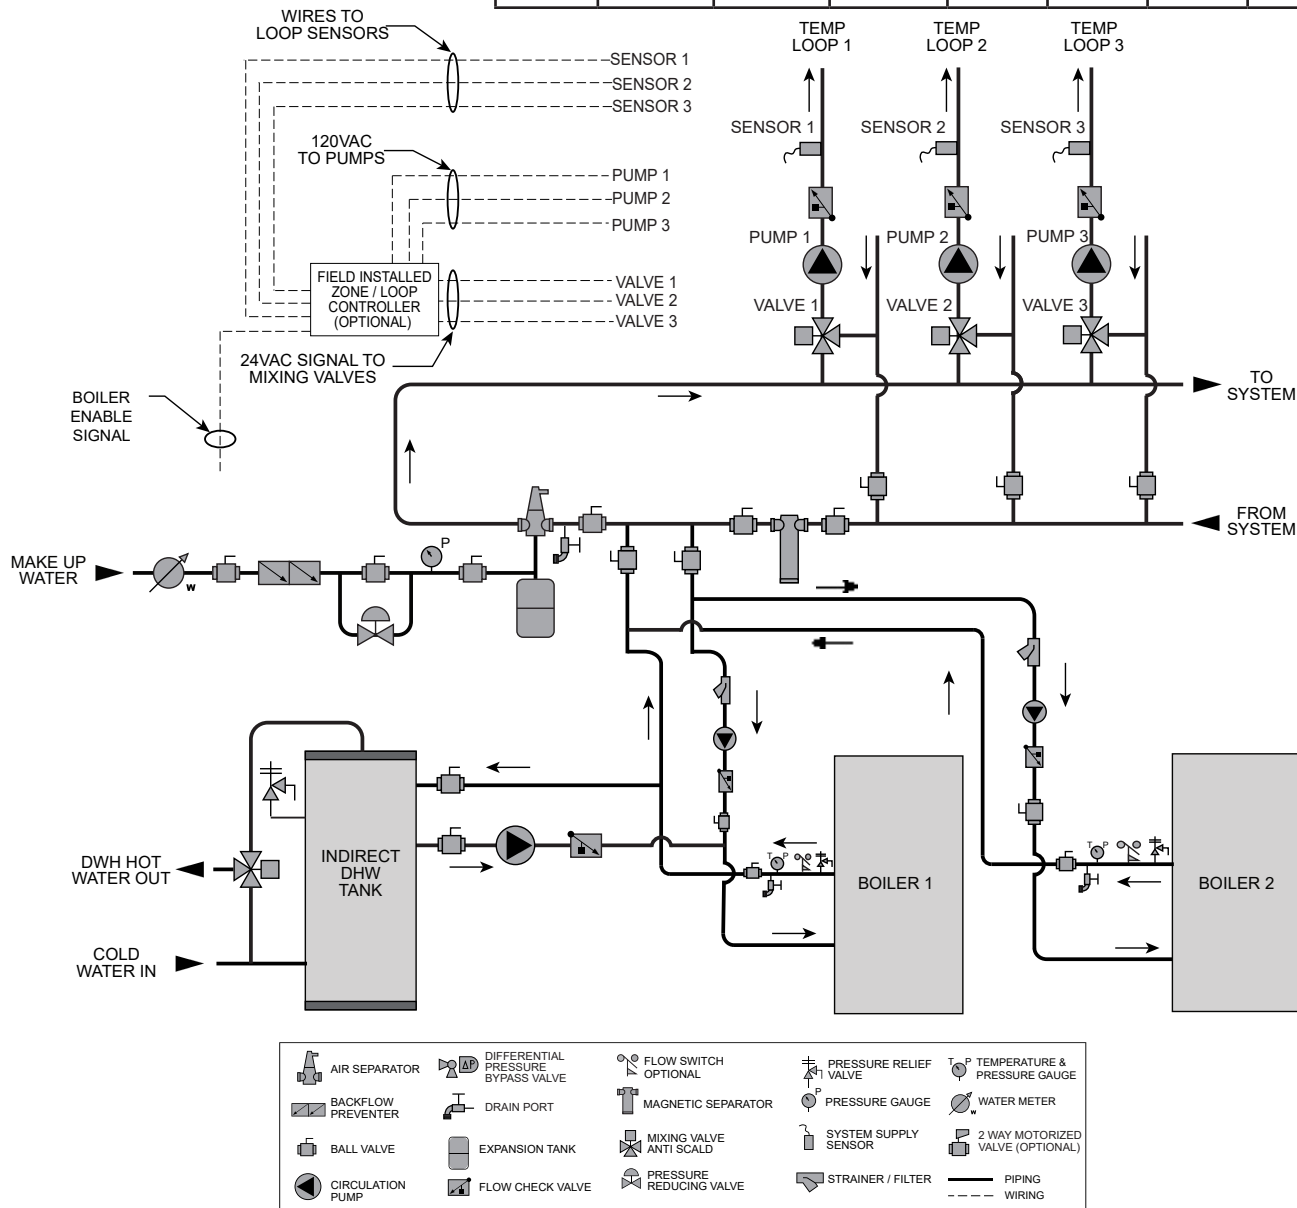 WIRES TO
LOOP SENSORS
SENSOR 1
SENSOR 2
SENSOR 3
120VAC
TO PUMPS
PUMP 1
PUMP 2
PUMP 3
FIELD INSTALLED
ZONE / LOOP
CONTROLLER
(OPTIONAL)
VALVE 1
VALVE 2
VALVE 3
24VAC SIGNAL TO
MIXING VALVES
BOILER
ENABLE
SIGNAL
TEMP
LOOP 1
TEMP
LOOP 2
TEMP
LOOP 3
SENSOR 1
SENSOR 2
SENSOR 3
PUMP 1
PUMP 2
PUMP 3
VALVE 1
VALVE 2
VALVE 3
TO
SYSTEM
FROM
SYSTEM
MAKE UP
WATER
W
P
INDIRECT
DHW
TANK
DWH HOT
WATER OUT
COLD
WATER IN
T P
BOILER 1
T P
BOILER 2
AIR SEPARATOR
BACKFLOW
PREVENTER
BALL VALVE
CIRCULATION
PUMP
ΔP
DIFFERENTIAL
PRESSURE
BYPASS VALVE
DRAIN PORT
EXPANSION TANK
FLOW CHECK VALVE
FLOW SWITCH
OPTIONAL
MAGNETIC SEPARATOR
MIXING VALVE
ANTI SCALD
PRESSURE
REDUCING VALVE
PRESSURE RELIEF
VALVE
P
PRESSURE GAUGE
SYSTEM SUPPLY
SENSOR
STRAINER / FILTER
T P
TEMPERATURE &
PRESSURE GAUGE
W
WATER METER
2 WAY MOTORIZED
VALVE (OPTIONAL)
PIPING
WIRING